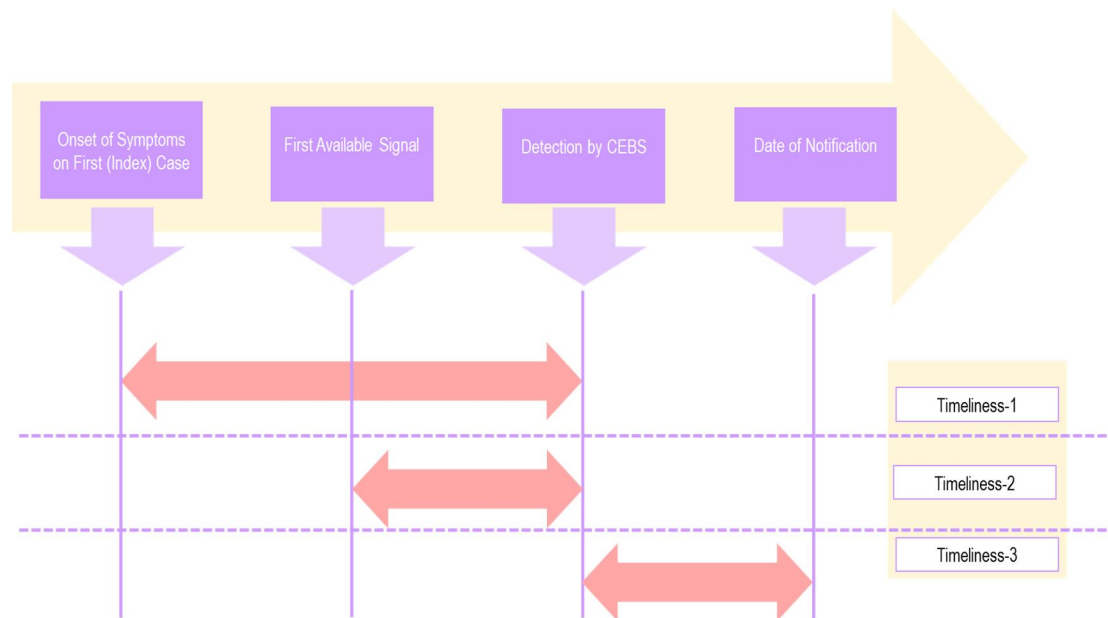 Onset of Symptoms
on First (Index) Case
First Available Signal
Detection by CEBS
Date of Notification
Timeliness-1
Timeliness-2
Timeliness-3